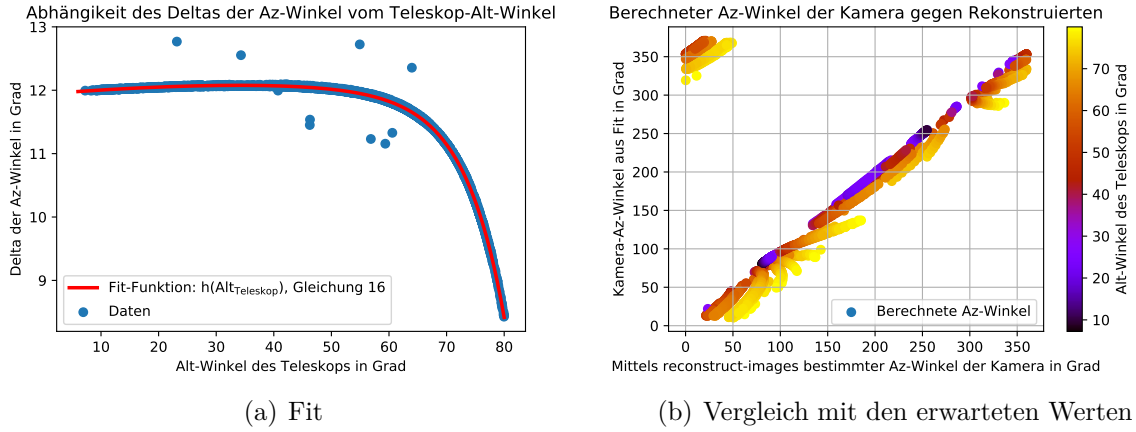 Abhängikeit des Deltas der Az-Winkel vom Teleskop-Alt-Winkel
13
12
11
10
9
Delta der Az-Winkel in Grad
Fit-Funktion: h(Alt_Teleskop), Gleichung 16
Daten
10 20 30 40 50 60 70 80
Alt-Winkel des Teleskops in Grad
(a) Fit
Berechneter Az-Winkel der Kamera gegen Rekonstruierten
350
300
250
200
150
100
50
0
Kamera-Az-Winkel aus Fit in Grad
Berechnete Az-Winkel
0 50 100 150 200 250 300 350
Mittels reconstruct-images bestimmter Az-Winkel der Kamera in Grad
70
60
50
40
30
20
10
Alt-Winkel des Teleskops in Grad
(b) Vergleich mit den erwarteten Werten